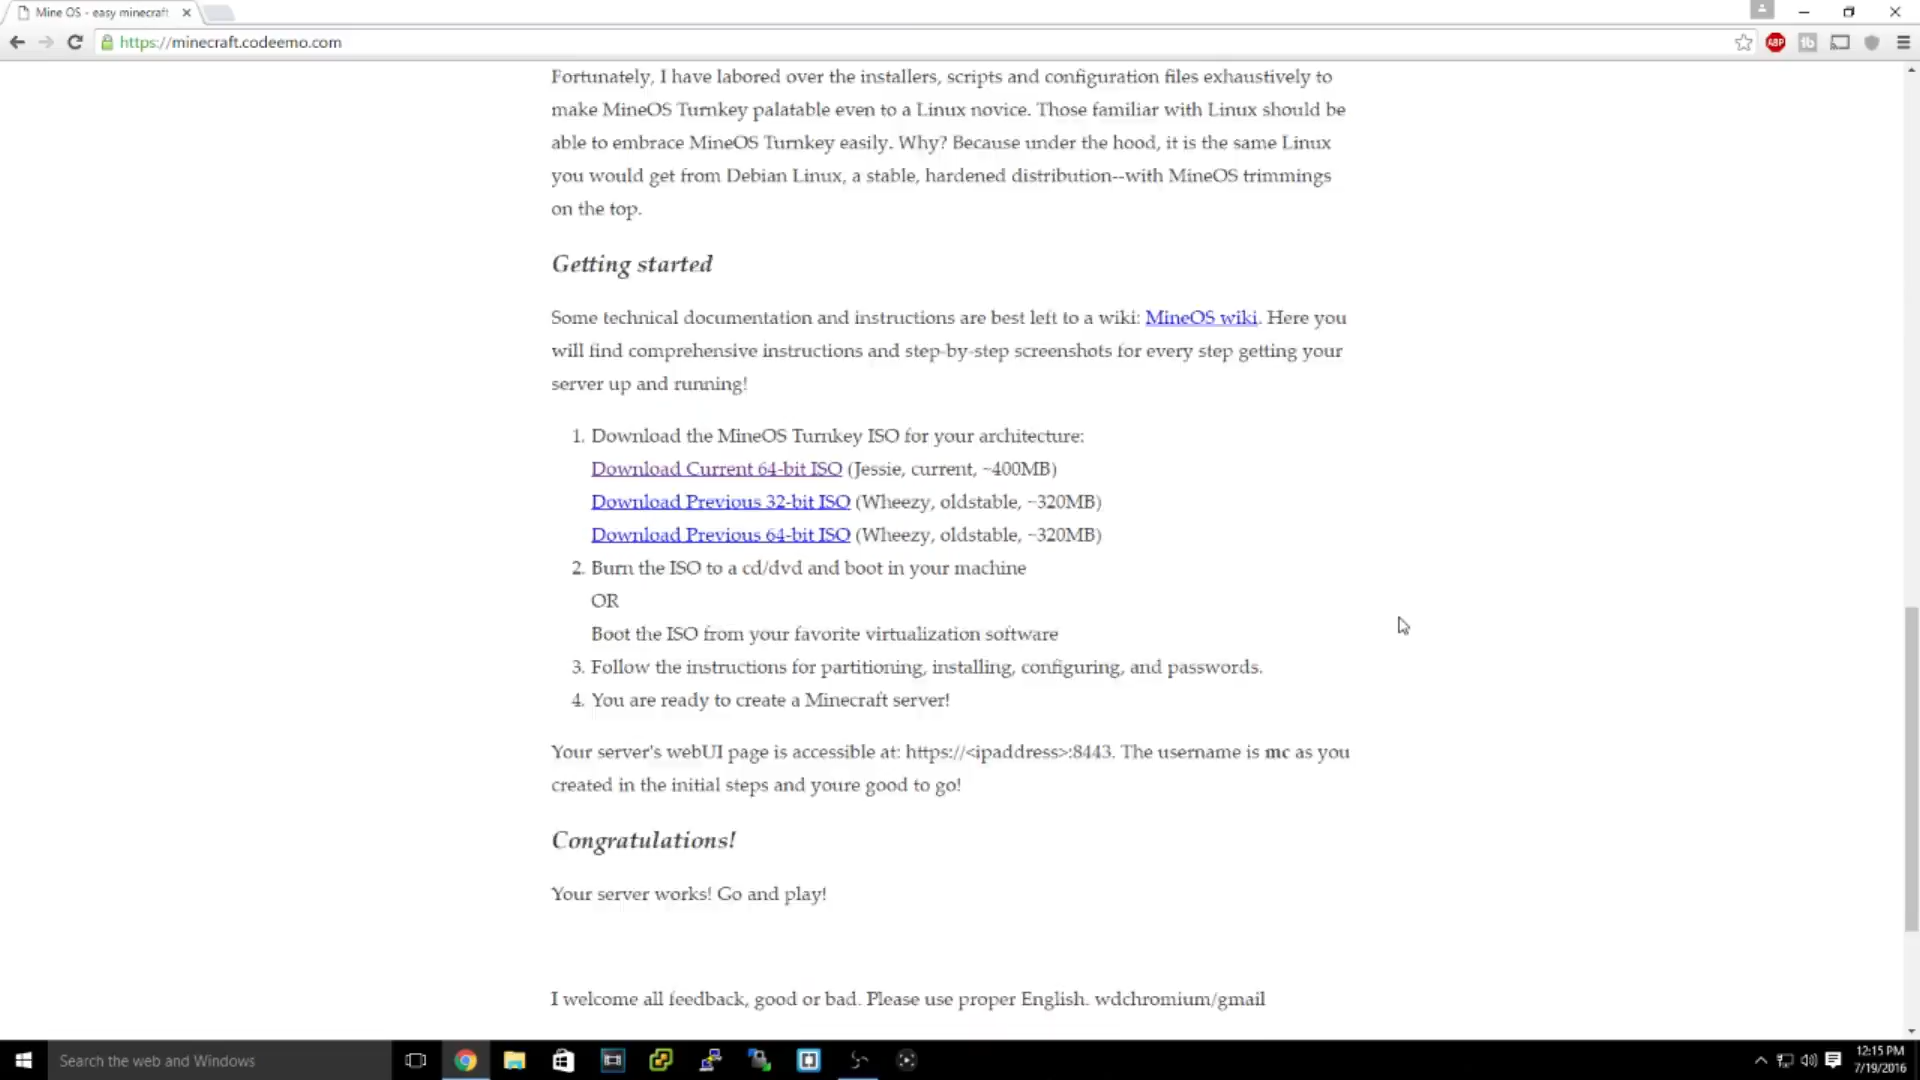 Mine OS - easy minecraft
https://minecraft.codeemo.com
ABP
Fortunately, I have labored over the installers, scripts and configuration files exhaustively to
make MineOS Turnkey palatable even to a Linux novice. Those familiar with Linux should be
able to embrace MineOS Turnkey easily. Why? Because under the hood, it is the same Linux
you would get from Debian Linux, a stable, hardened distribution--with MineOS trimmings
on the top.
Getting started
Some technical documentation and instructions are best left to a wiki: MineOS wiki. Here you
will find comprehensive instructions and step-by-step screenshots for every step getting your
server up and running!
1. Download the MineOS Turnkey ISO for your architecture:
Download Current 64-bit ISO (Jessie, current, ~400MB)
Download Previous 32-bit ISO (Wheezy, oldstable, ~320MB)
Download Previous 64-bit ISO (Wheezy, oldstable, ~320MB)
2. Burn the ISO to a cd/dvd and boot in your machine
OR
Boot the ISO from your favorite virtualization software
3. Follow the instructions for partitioning, installing, configuring, and passwords.
4. You are ready to create a Minecraft server!
Your server's webUI page is accessible at: https://<ipaddress>:8443. The username is mc as you
created in the initial steps and youre good to go!
Congratulations!
Your server works! Go and play!
I welcome all feedback, good or bad. Please use proper English. wdchromium/gmail
Search the web and Windows
12:15 PM
7/19/2016